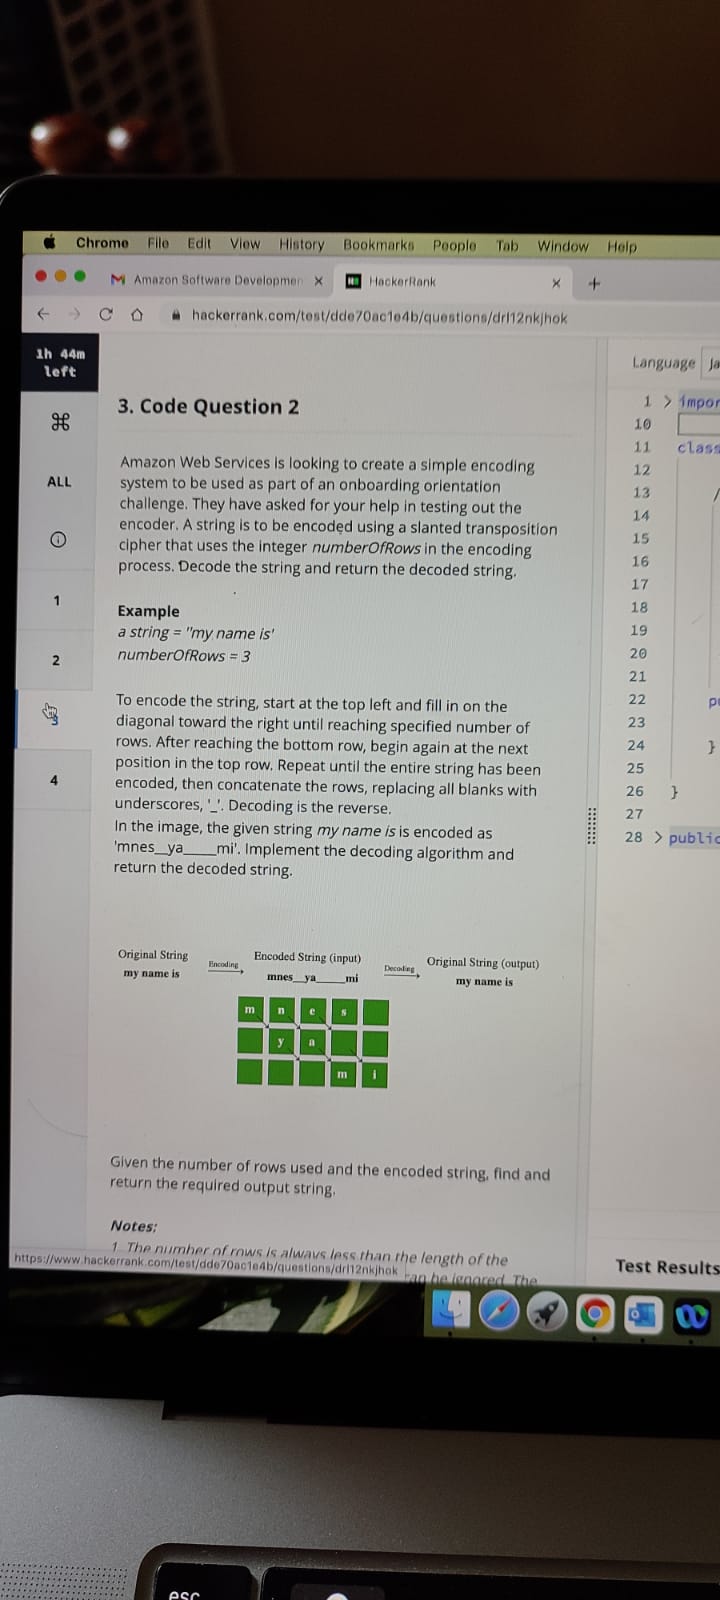 Chrome File Edit View History Bookmarks People Tab Window Help
Amazon Software Developmen × HackerRank × +
hackerrank.com/test/dde70ac1e4b/questions/drl12nkjhok
1h 44m
left
ALL
1
2
3
4
3. Code Question 2
Amazon Web Services is looking to create a simple encoding
system to be used as part of an onboarding orientation
challenge. They have asked for your help in testing out the
encoder. A string is to be encoded using a slanted transposition
cipher that uses the integer numberOfRows in the encoding
process. Decode the string and return the decoded string.
Example
a string = "my name is'
numberOfRows = 3
To encode the string, start at the top left and fill in on the
diagonal toward the right until reaching specified number of
rows. After reaching the bottom row, begin again at the next
position in the top row. Repeat until the entire string has been
encoded, then concatenate the rows, replacing all blanks with
underscores, '_'. Decoding is the reverse.
In the image, the given string my name is is encoded as
'mnes__ya_____mi'. Implement the decoding algorithm and
return the decoded string.
Original String Encoded String (input) Original String (output)
Encoding Decoding
my name is mnes__ya_____mi my name is
m n e s
y a
m i
Given the number of rows used and the encoded string, find and
return the required output string.
Notes:
1. The number of rows is always less than the length of the
https://www.hackerrank.com/test/dde70ac1e4b/questions/drl12nkjhok can be ignored. The
Language Ja
1 > impor
10
11 class
12
13 /
14
15
16
17
18
19
20
21
22 pu
23
24 }
25
26 }
27
28 > public
Test Results
esc